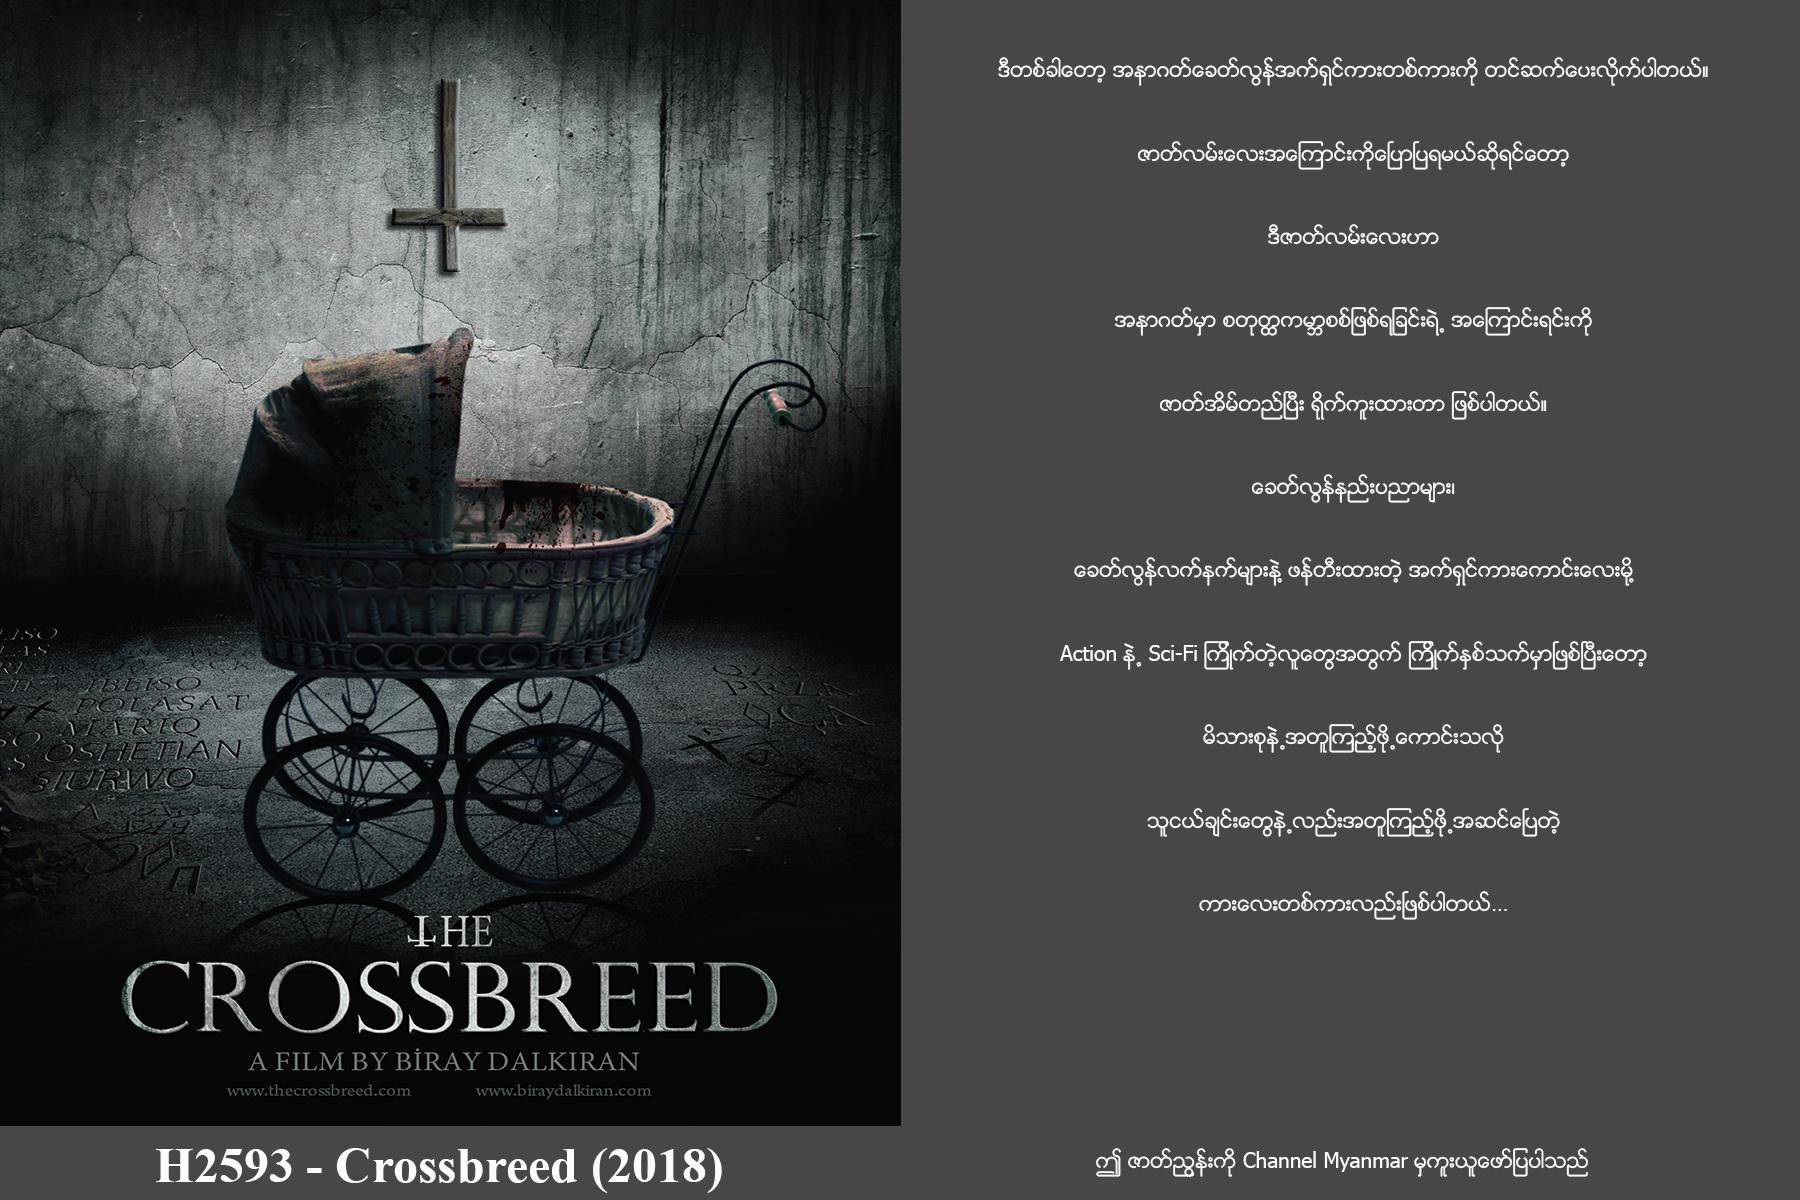 ISO
IBLISO
POLASAT
MARIQ
OSHETIAN
SIURWO
THE
CROSSBREED
A FILM BY BİRAY DALKIRAN
www.thecrossbreed.com www.biraydalkiran.com
H2593 - Crossbreed (2018)
ဒီတစ်ခါတော့ အနာဂတ်ခေတ်လွန်အက်ရှင်ကားတစ်ကားကို တင်ဆက်ပေးလိုက်ပါတယ်။
ဇာတ်လမ်းလေးအကြောင်းကိုပြောပြရမယ်ဆိုရင်တော့
ဒီဇာတ်လမ်းလေးဟာ
အနာဂတ်မှာ စတုတ္ထကမ္ဘာစစ်ဖြစ်ရခြင်းရဲ့ အကြောင်းရင်းကို
ဇာတ်အိမ်တည်ပြီး ရိုက်ကူးထားတာ ဖြစ်ပါတယ်။
ခေတ်လွန်နည်းပညာများ၊
ခေတ်လွန်လက်နက်များနဲ့ ဖန်တီးထားတဲ့ အက်ရှင်ကားကောင်းလေးမို့
Action နဲ့ Sci-Fi ကြိုက်တဲ့လူတွေအတွက် ကြိုက်နှစ်သက်မှာဖြစ်ပြီးတော့
မိသားစုနဲ့အတူကြည့်ဖို့ကောင်းသလို
သူငယ်ချင်းတွေနဲ့လည်းအတူကြည့်ဖို့အဆင်ပြေတဲ့
ကားလေးတစ်ကားလည်းဖြစ်ပါတယ်...
ဤ ဇာတ်ညွှန်းကို Channel Myanmar မှကူးယူဖော်ပြပါသည်